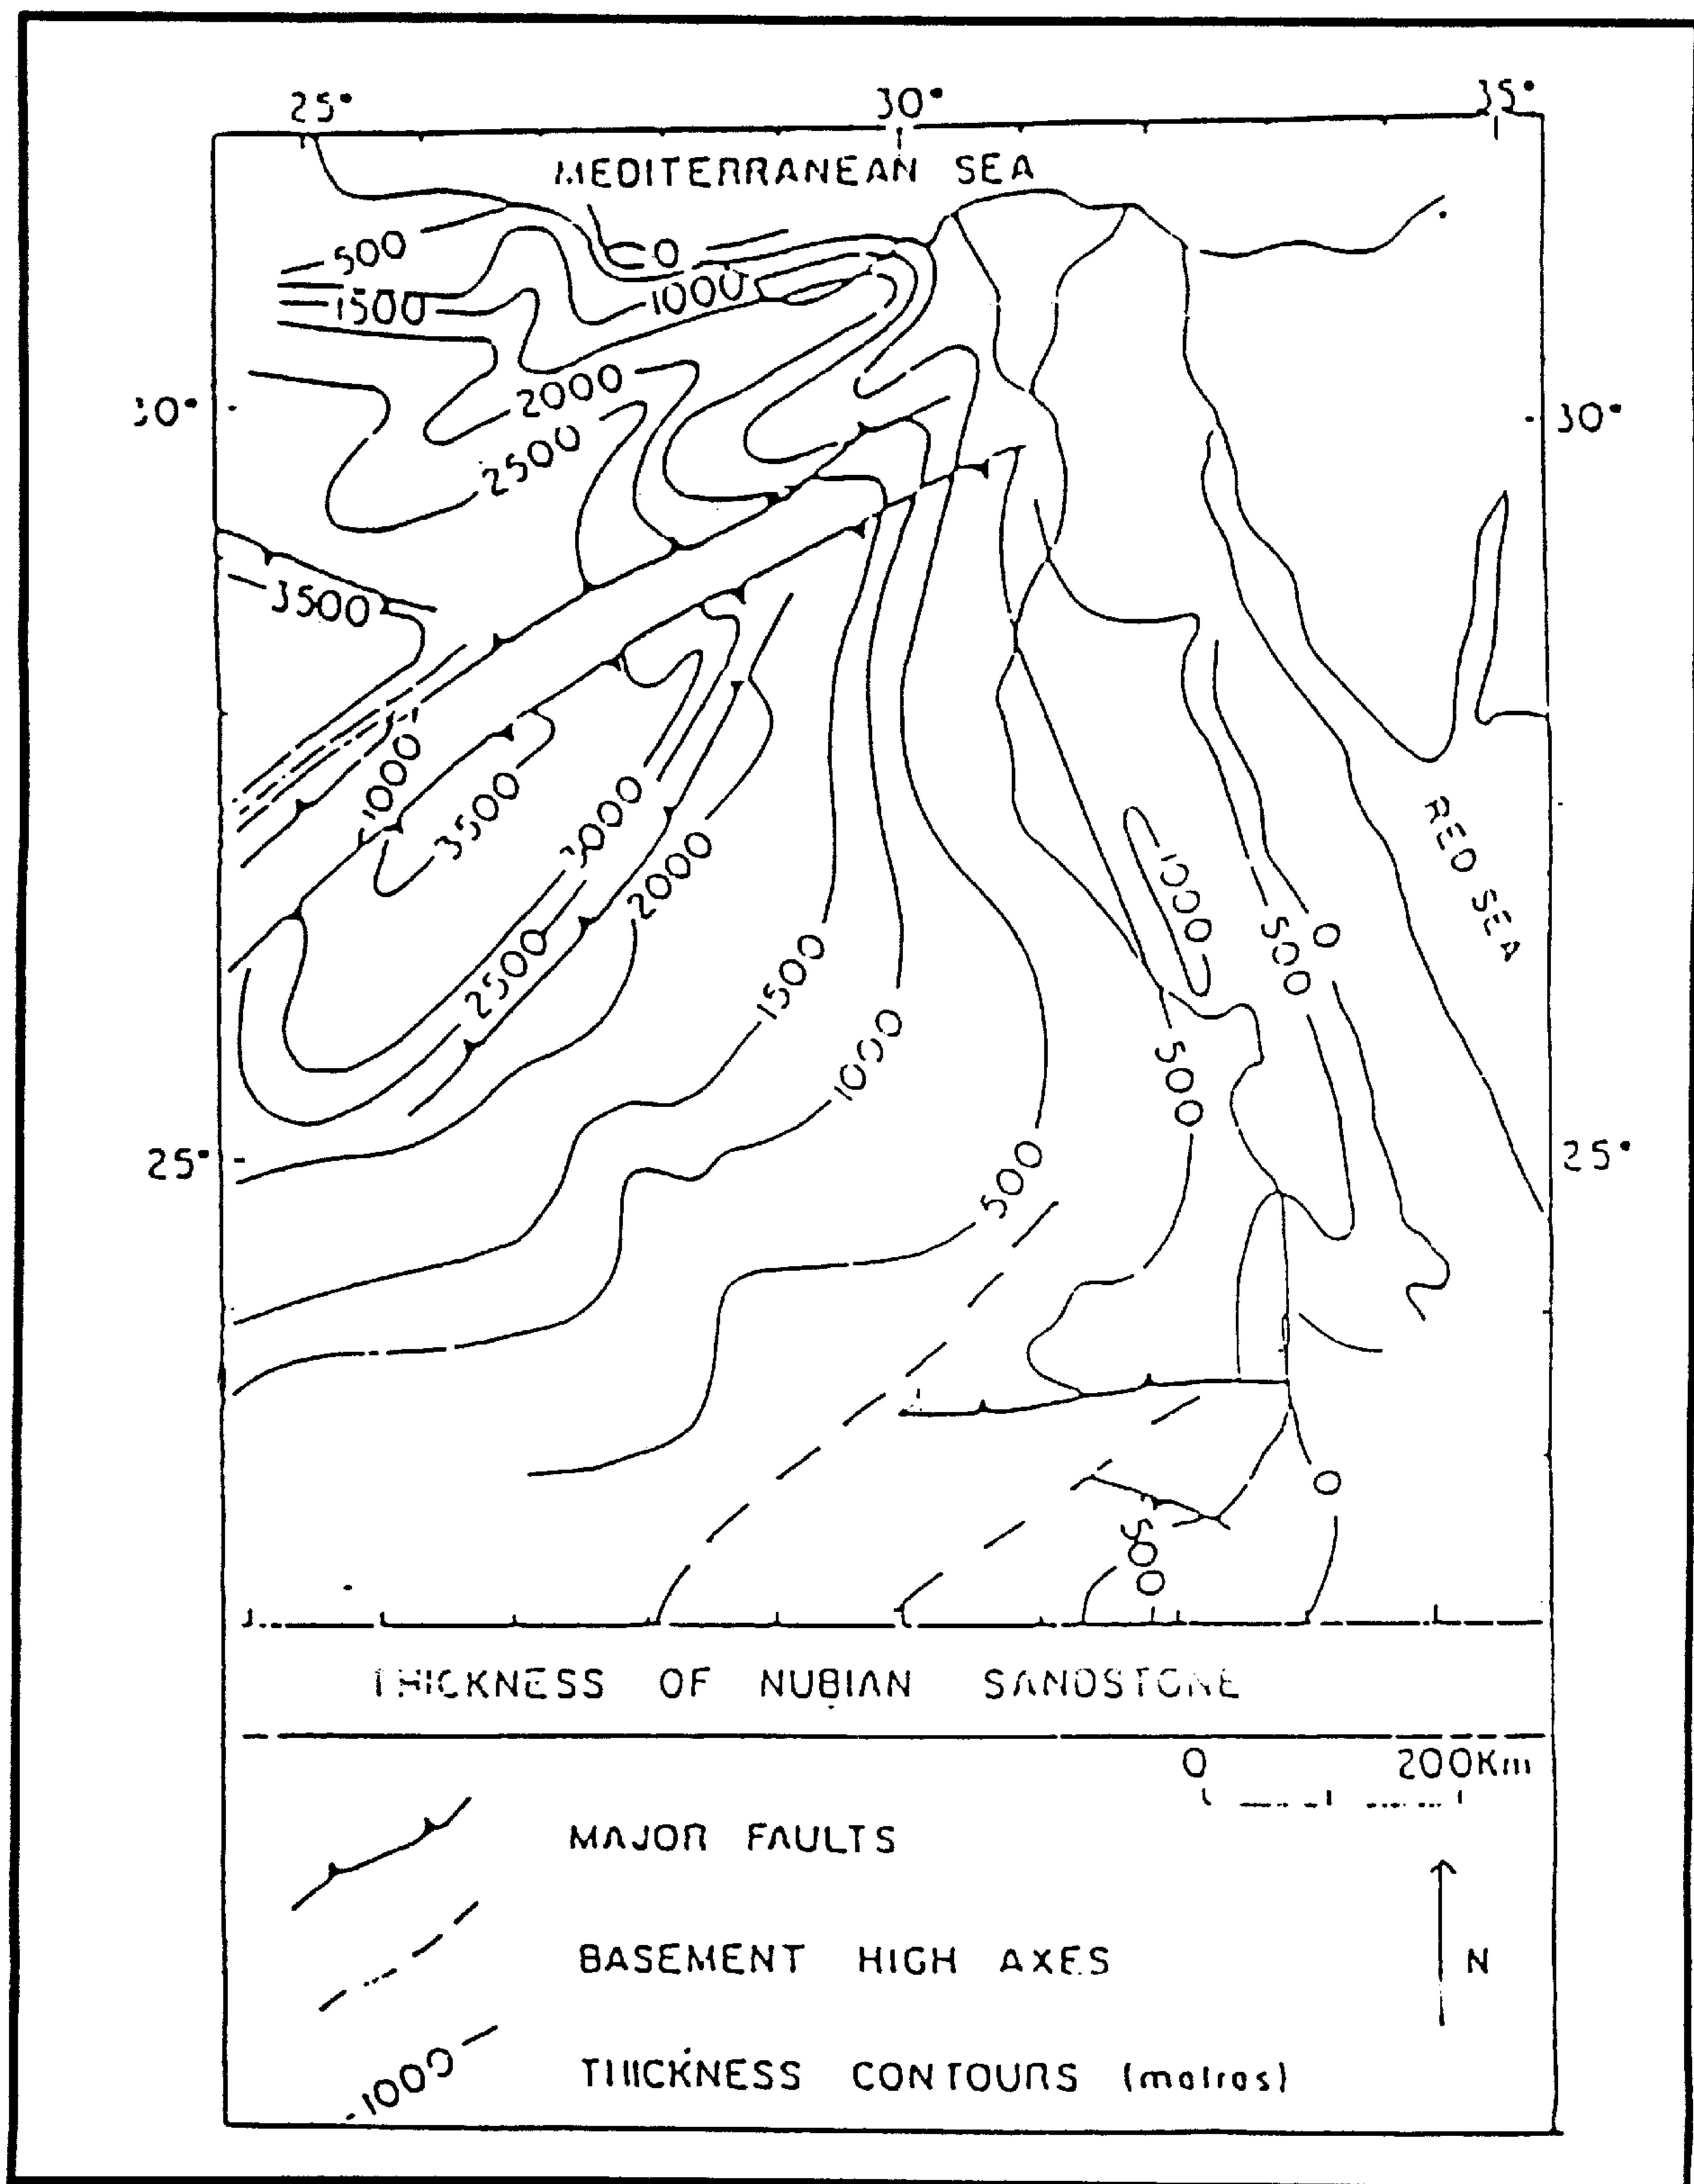 25° 30° 35°
MEDITERRANEAN SEA
500
0
1000
1500
2000
30° 30°
2500
3500
1000
3500
3000
2000
2500
1500
1000
RED SEA
1000
500
0
500
25° 25°
500
0
500
THICKNESS OF NUBIAN SANDSTONE
0 200Km
MAJOR FAULTS
BASEMENT HIGH AXES
N
1000
THICKNESS CONTOURS (metres)